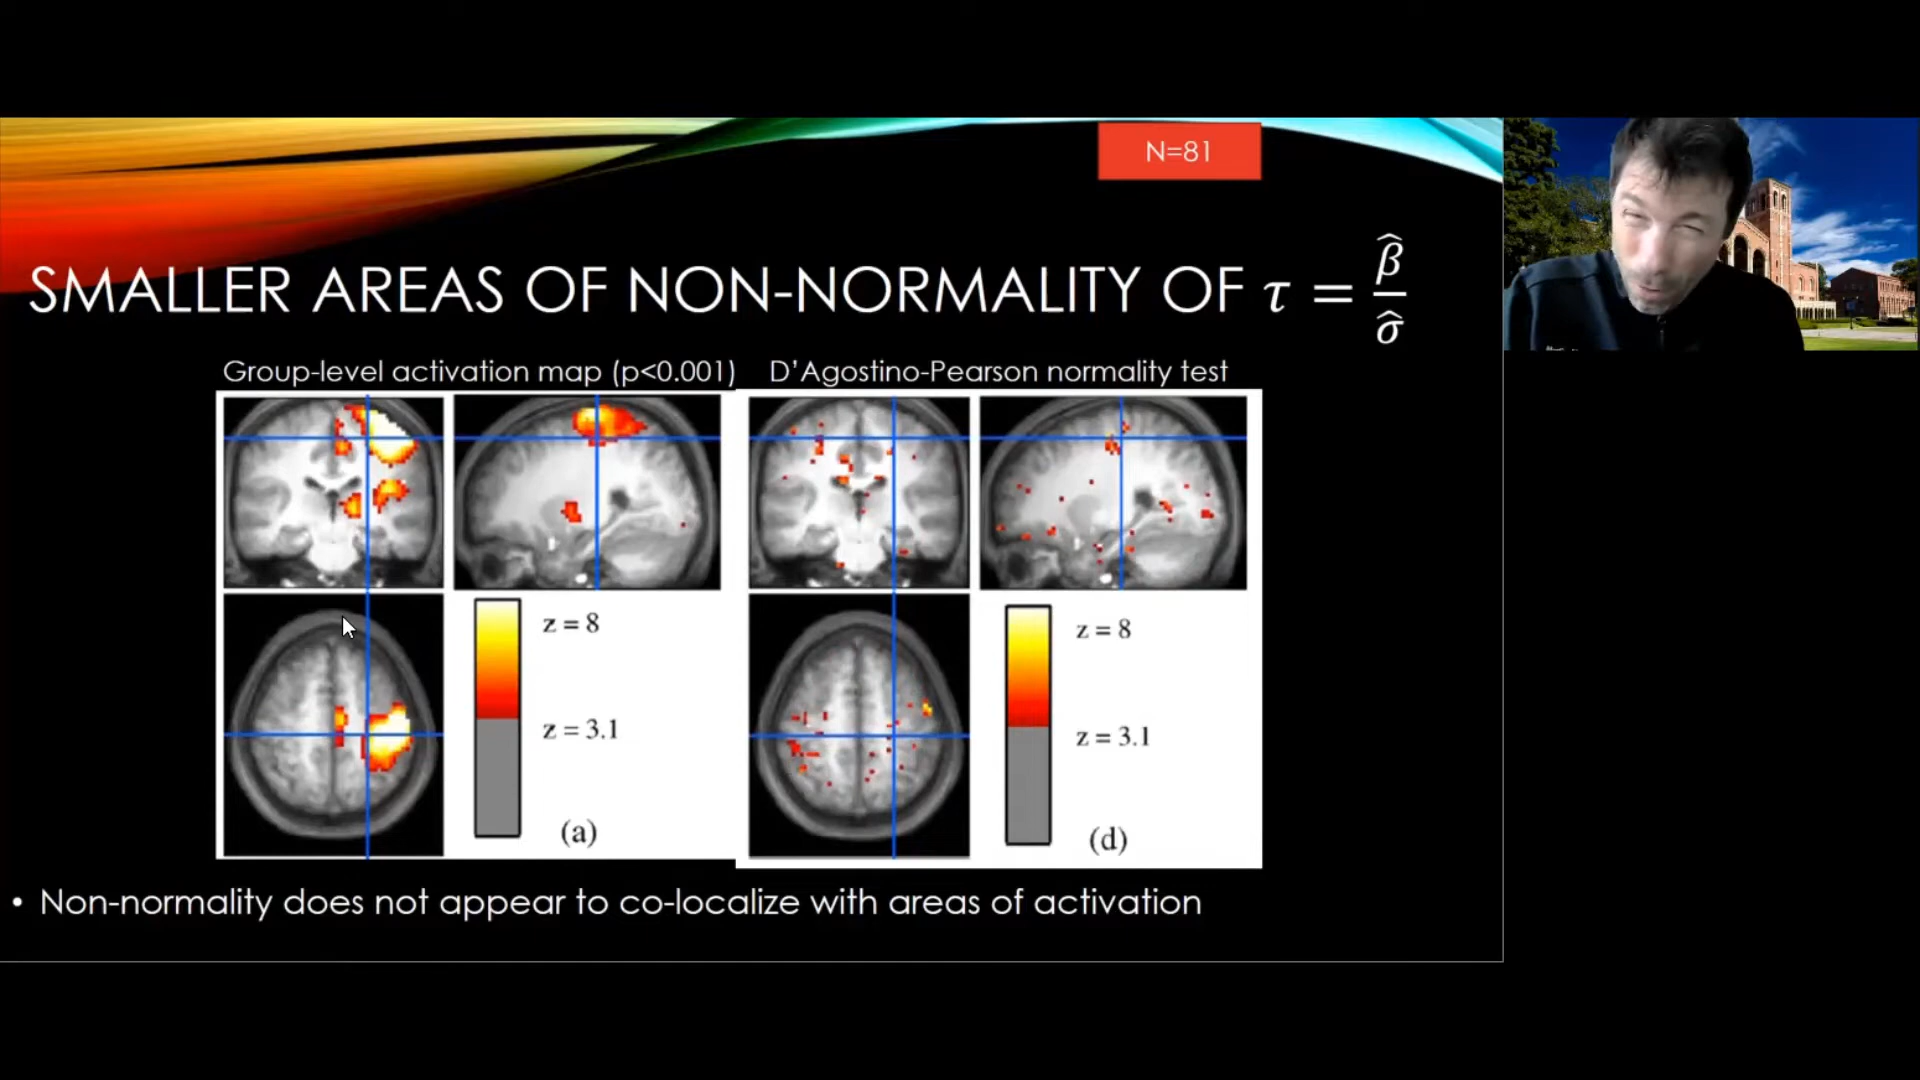 N=81
SMALLER AREAS OF NON-NORMALITY OF τ = β̂/σ̂
Group-level activation map (p<0.001)
D’Agostino-Pearson normality test
z = 8
z = 3.1
(a)
z = 8
z = 3.1
(d)
• Non-normality does not appear to co-localize with areas of activation